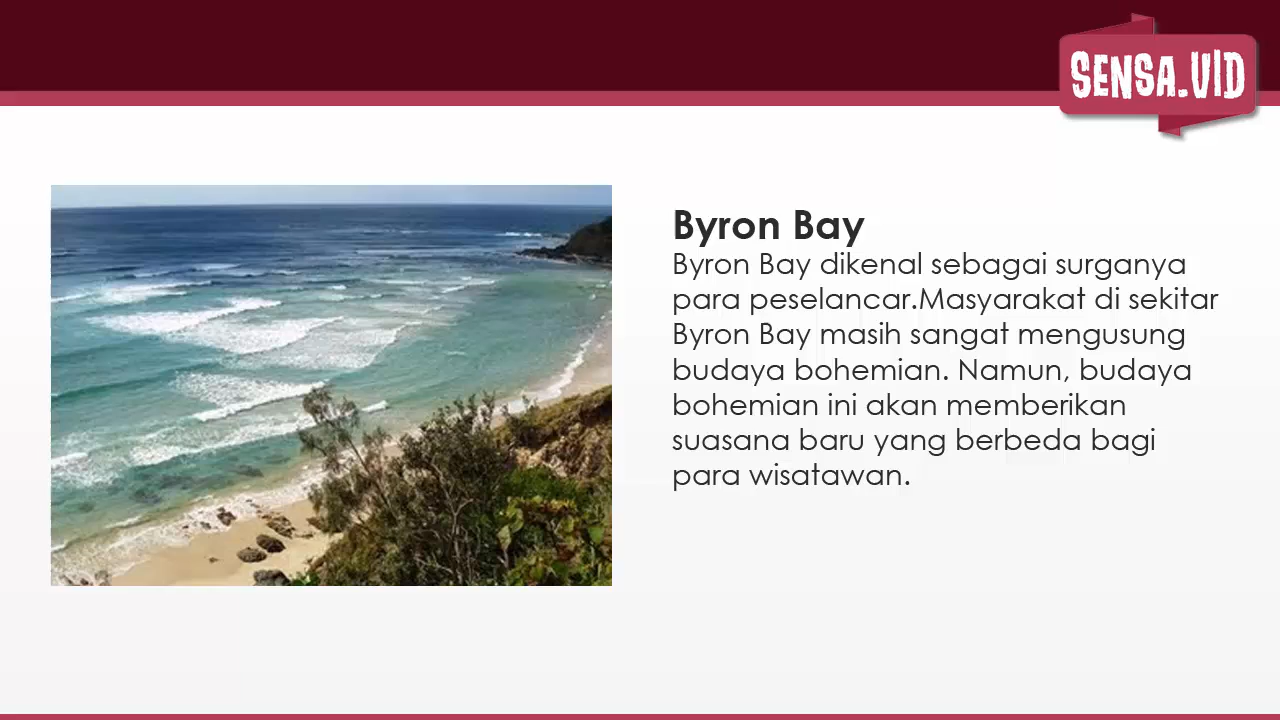 SENSA.VID
Byron Bay
Byron Bay dikenal sebagai surganya
para peselancar.Masyarakat di sekitar
Byron Bay masih sangat mengusung
budaya bohemian. Namun, budaya
bohemian ini akan memberikan
suasana baru yang berbeda bagi
para wisatawan.